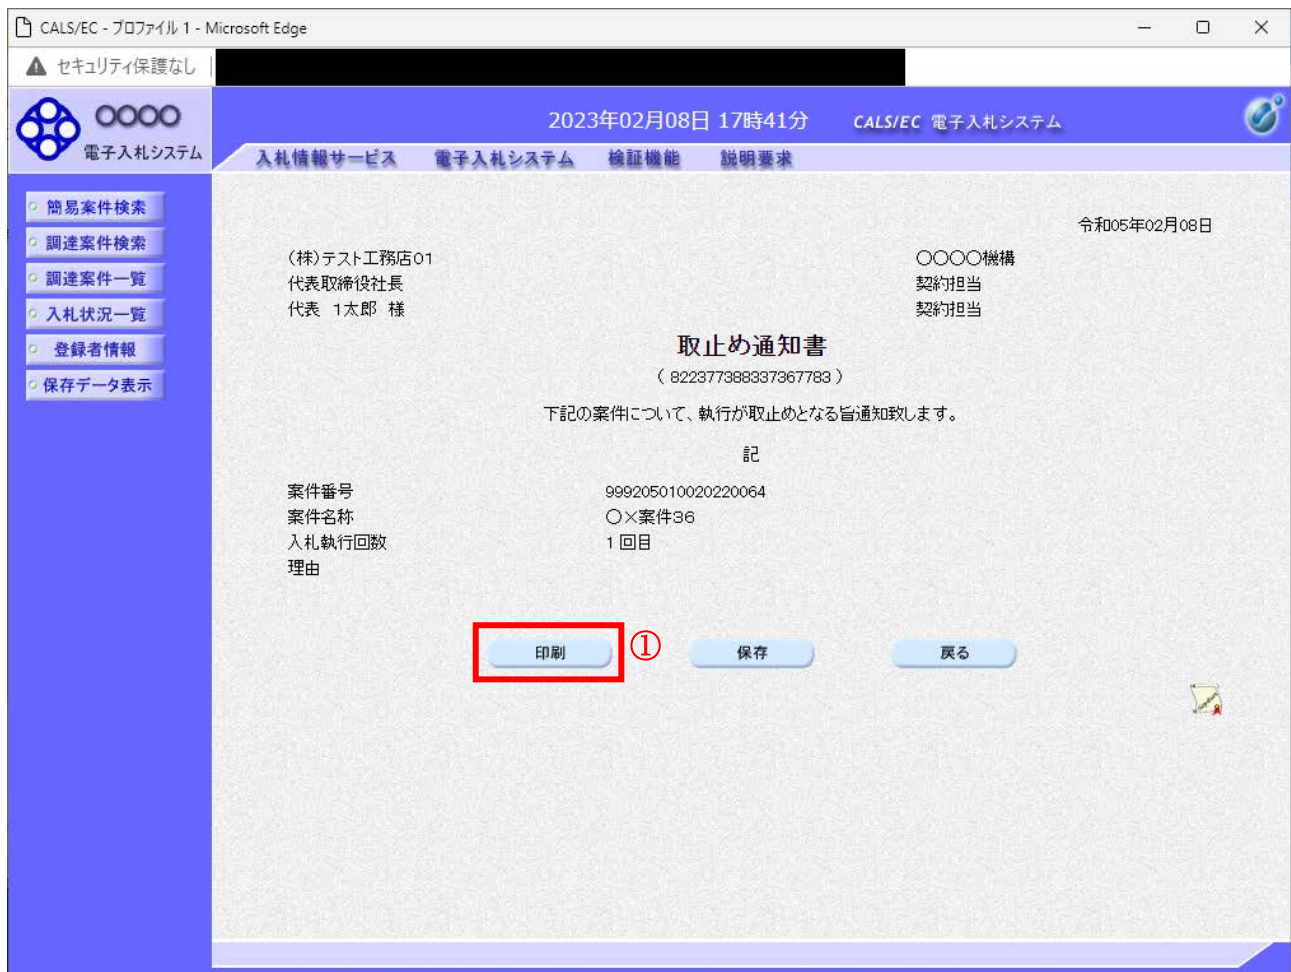 CALS/EC - プロファイル 1 - Microsoft Edge
セキュリティ保護なし
〇〇〇〇
電子入札システム
2023年02月08日 17時41分
CALS/EC 電子入札システム
入札情報サービス 電子入札システム 検証機能 説明要求
簡易案件検索
調達案件検索
調達案件一覧
入札状況一覧
登録者情報
保存データ表示
令和05年02月08日
(株)テスト工務店01
代表取締役社長
代表 1太郎 様
〇〇〇〇機構
契約担当
契約担当
取止め通知書
( 822377388337367783 )
下記の案件について、執行が取止めとなる旨通知致します。
記
案件番号 999205010020220064
案件名称 〇×案件36
入札執行回数 1回目
理由
印刷 ① 保存 戻る